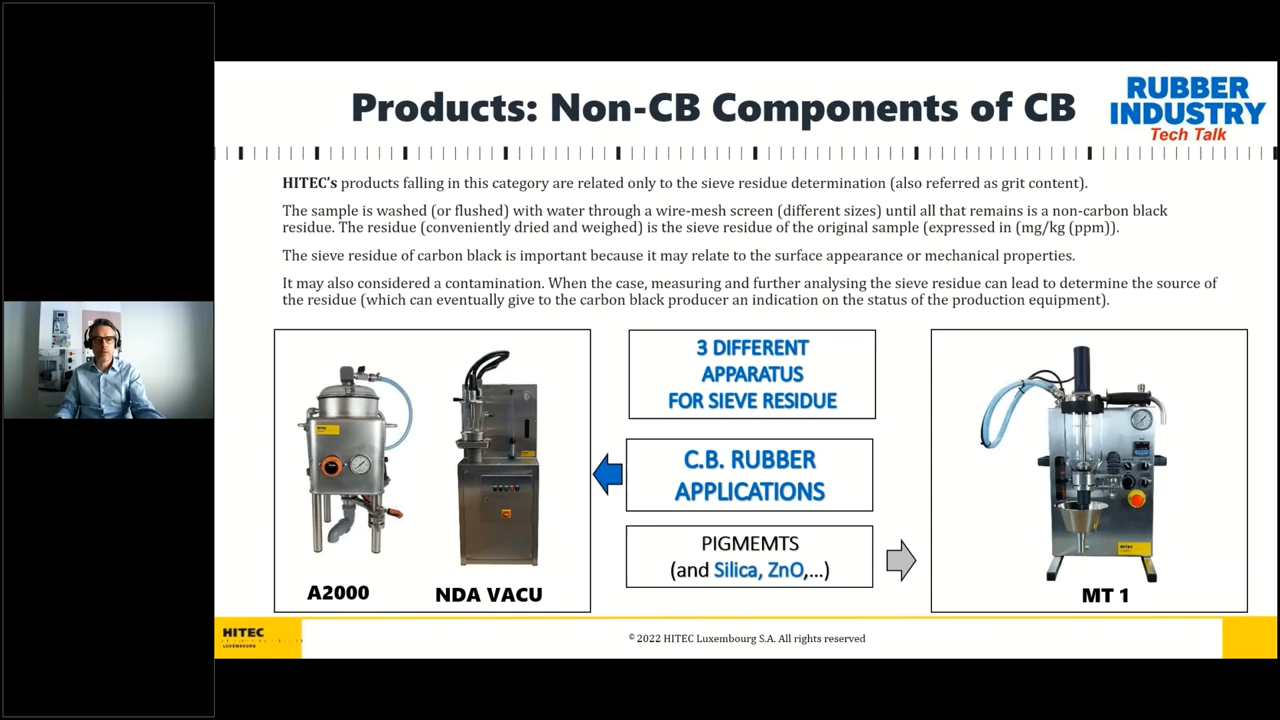 Products: Non-CB Components of CB
RUBBER
INDUSTRY
Tech Talk
HITEC's products falling in this category are related only to the sieve residue determination (also referred as grit content).
The sample is washed (or flushed) with water through a wire-mesh screen (different sizes) until all that remains is a non-carbon black
residue. The residue (conveniently dried and weighed) is the sieve residue of the original sample (expressed in (mg/kg (ppm)).
The sieve residue of carbon black is important because it may relate to the surface appearance or mechanical properties.
It may also considered a contamination. When the case, measuring and further analysing the sieve residue can lead to determine the source of
the residue (which can eventually give to the carbon black producer an indication on the status of the production equipment).
3 DIFFERENT
APPARATUS
FOR SIEVE RESIDUE
C.B. RUBBER
APPLICATIONS
PIGMEMTS
(and Silica, ZnO,...)
A2000
NDA VACU
MT 1
HITEC
LUXEMBOURG
© 2022 HITEC Luxembourg S.A. All rights reserved